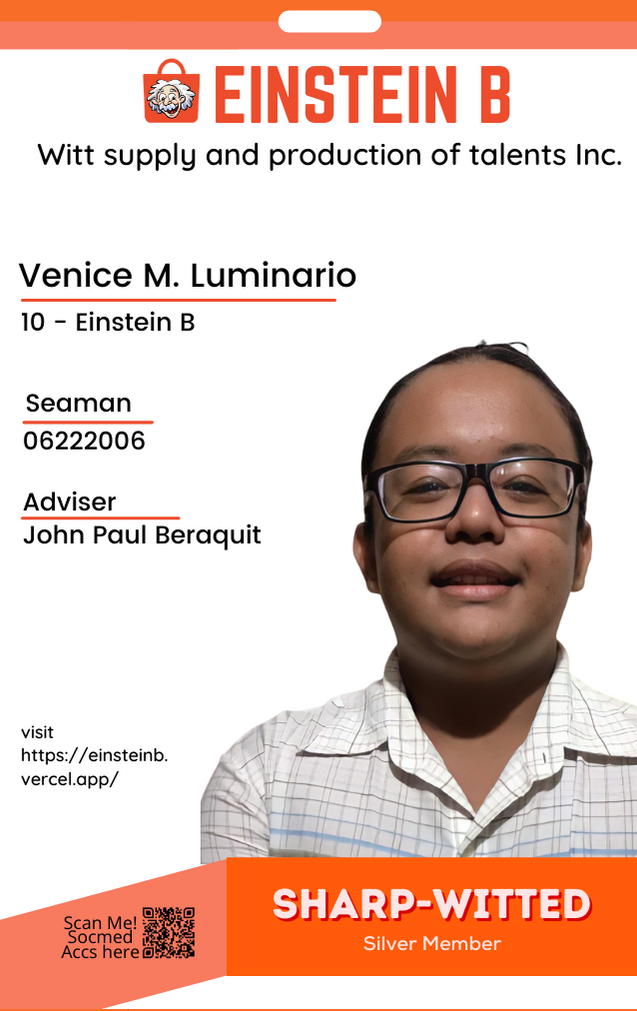 EINSTEIN B
Witt supply and production of talents Inc.
Venice M. Luminario
10 - Einstein B
Seaman
06222006
Adviser
John Paul Beraquit
visit
https://einsteinb.
vercel.app/
Scan Me!
Socmed
Accs here
SHARP-WITTED
Silver Member